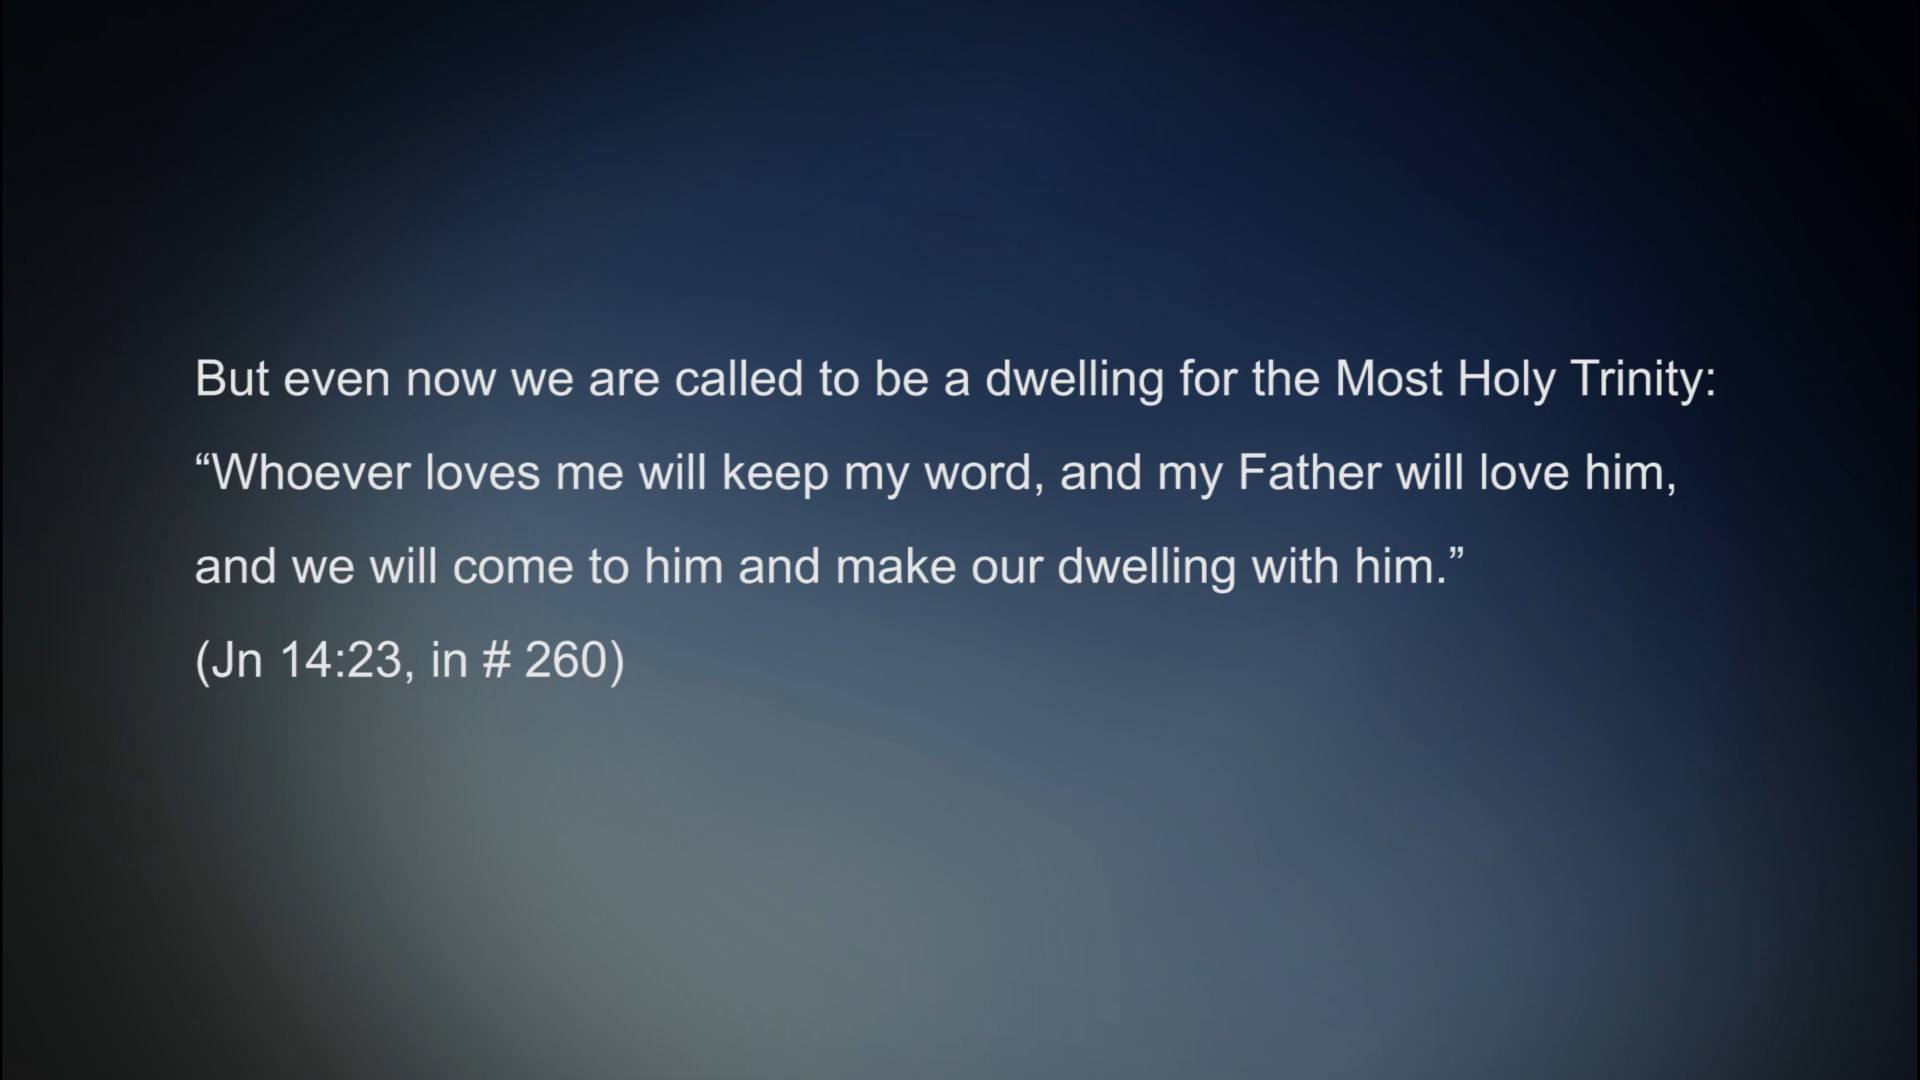 But even now we are called to be a dwelling for the Most Holy Trinity:
“Whoever loves me will keep my word, and my Father will love him,
and we will come to him and make our dwelling with him.”
(Jn 14:23, in # 260)